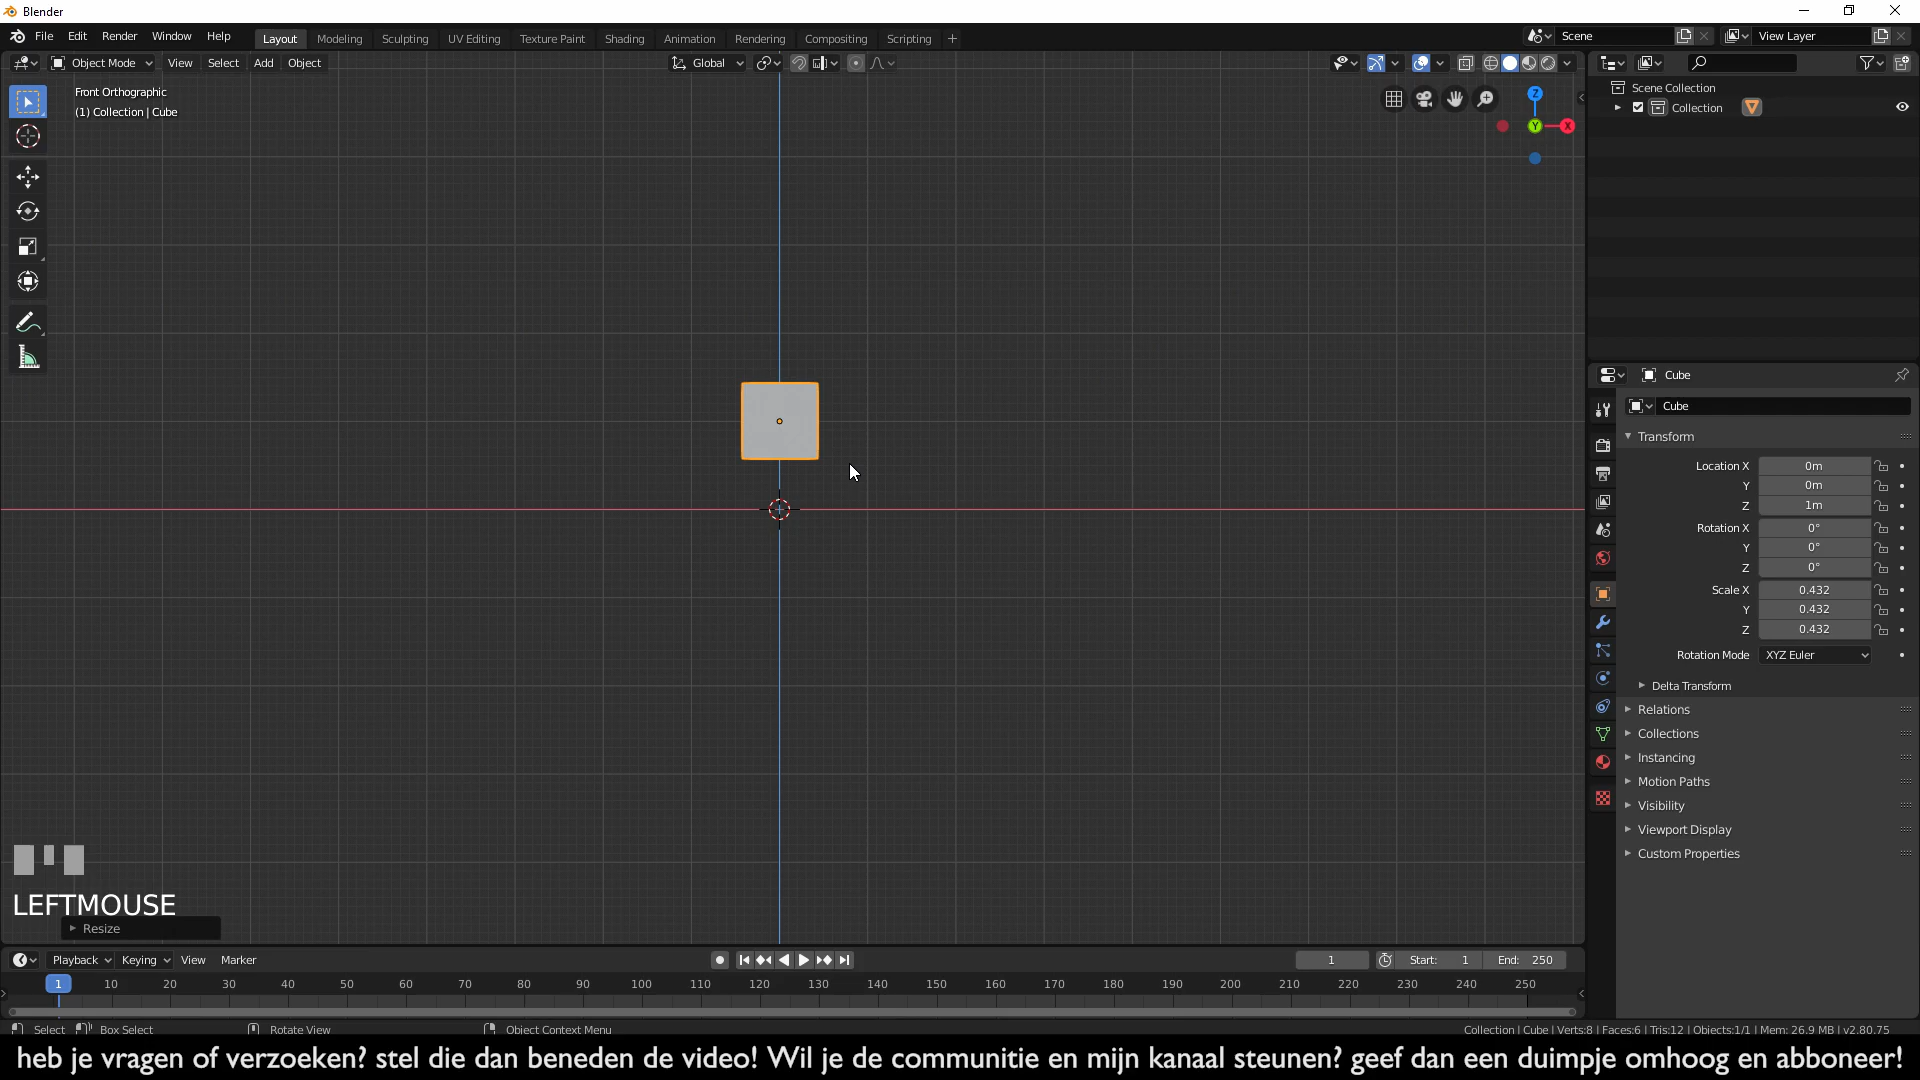 Blender
File Edit Render Window Help
Layout Modeling Sculpting UV Editing Texture Paint Shading Animation Rendering Compositing Scripting
Scene
View Layer
Object Mode View Select Add Object
Global
Front Orthographic
(1) Collection | Cube
Z
Y
X
Scene Collection
Collection
Cube
Cube
Transform
Location X 0m
Y 0m
Z 1m
Rotation X 0°
Y 0°
Z 0°
Scale X 0.432
Y 0.432
Z 0.432
Rotation Mode XYZ Euler
Delta Transform
Relations
Collections
Instancing
Motion Paths
Visibility
Viewport Display
Custom Properties
LEFTMOUSE
Resize
Playback Keying View Marker
1 Start: 1 End: 250
1 10 20 30 40 50 60 70 80 90 100 110 120 130 140 150 160 170 180 190 200 210 220 230 240 250
Select Box Select Rotate View Object Context Menu
Collection | Cube | Verts:8 | Faces:6 | Tris:12 | Objects:1/1 | Mem: 26.9 MB | v2.80.75
heb je vragen of verzoeken? stel die dan beneden de video! Wil je de communitie en mijn kanaal steunen? geef dan een duimpje omhoog en abboneer!